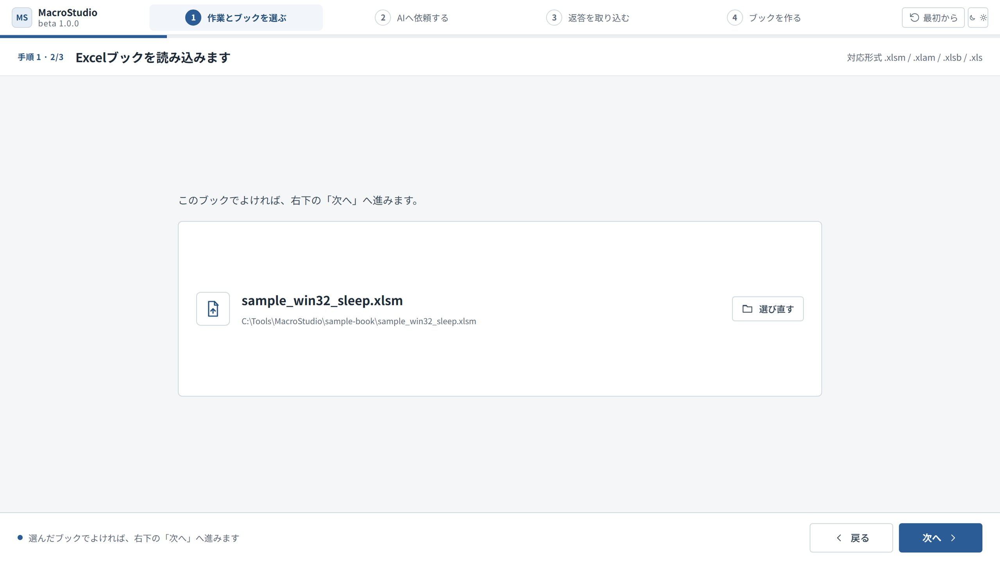 MS
MacroStudio
beta 1.0.0
1 作業とブックを選ぶ
2 AIへ依頼する
3 返答を取り込む
4 ブックを作る
最初から
手順 1・2/3 Excelブックを読み込みます
対応形式 .xlsm / .xlam / .xlsb / .xls
このブックでよければ、右下の「次へ」へ進みます。
sample_win32_sleep.xlsm
C:\Tools\MacroStudio\sample-book\sample_win32_sleep.xlsm
選び直す
選んだブックでよければ、右下の「次へ」へ進みます
戻る
次へ